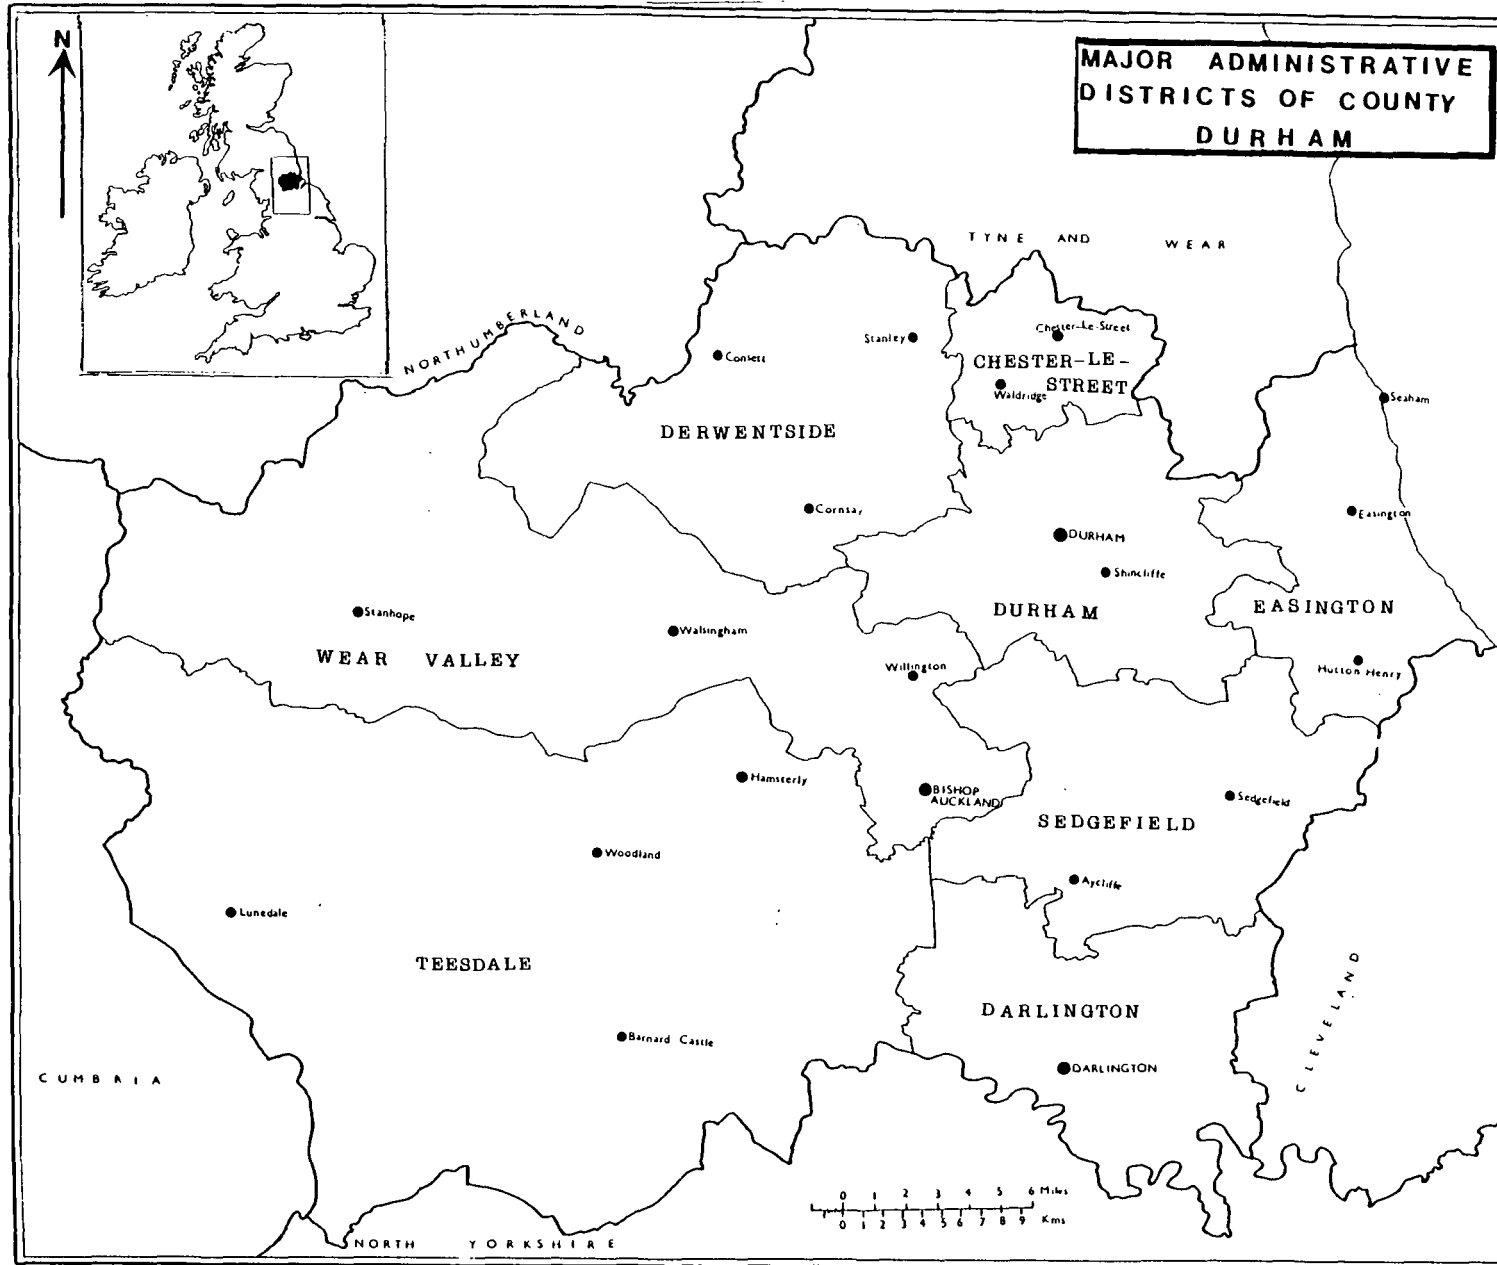 N
MAJOR ADMINISTRATIVE
DISTRICTS OF COUNTY
DURHAM
TYNE AND WEAR
NORTHUMBERLAND
Stanley
Chester-Le-Street
Consett
CHESTER-LE-
STREET
Waldridge
Seaham
DERWENTSIDE
Cornsay
Easington
DURHAM
Shincliffe
Stanhope
DURHAM
EASINGTON
Walsingham
WEAR VALLEY
Willington
Hutton Henry
Hamsterly
BISHOP
AUCKLAND
Sedgefield
SEDGEFIELD
Woodland
Aycliffe
Lunedale
TEESDALE
CLEVELAND
DARLINGTON
Barnard Castle
DARLINGTON
CUMBRIA
0 1 2 3 4 5 6 Miles
0 1 2 3 4 5 6 7 8 9 Kms
NORTH YORKSHIRE